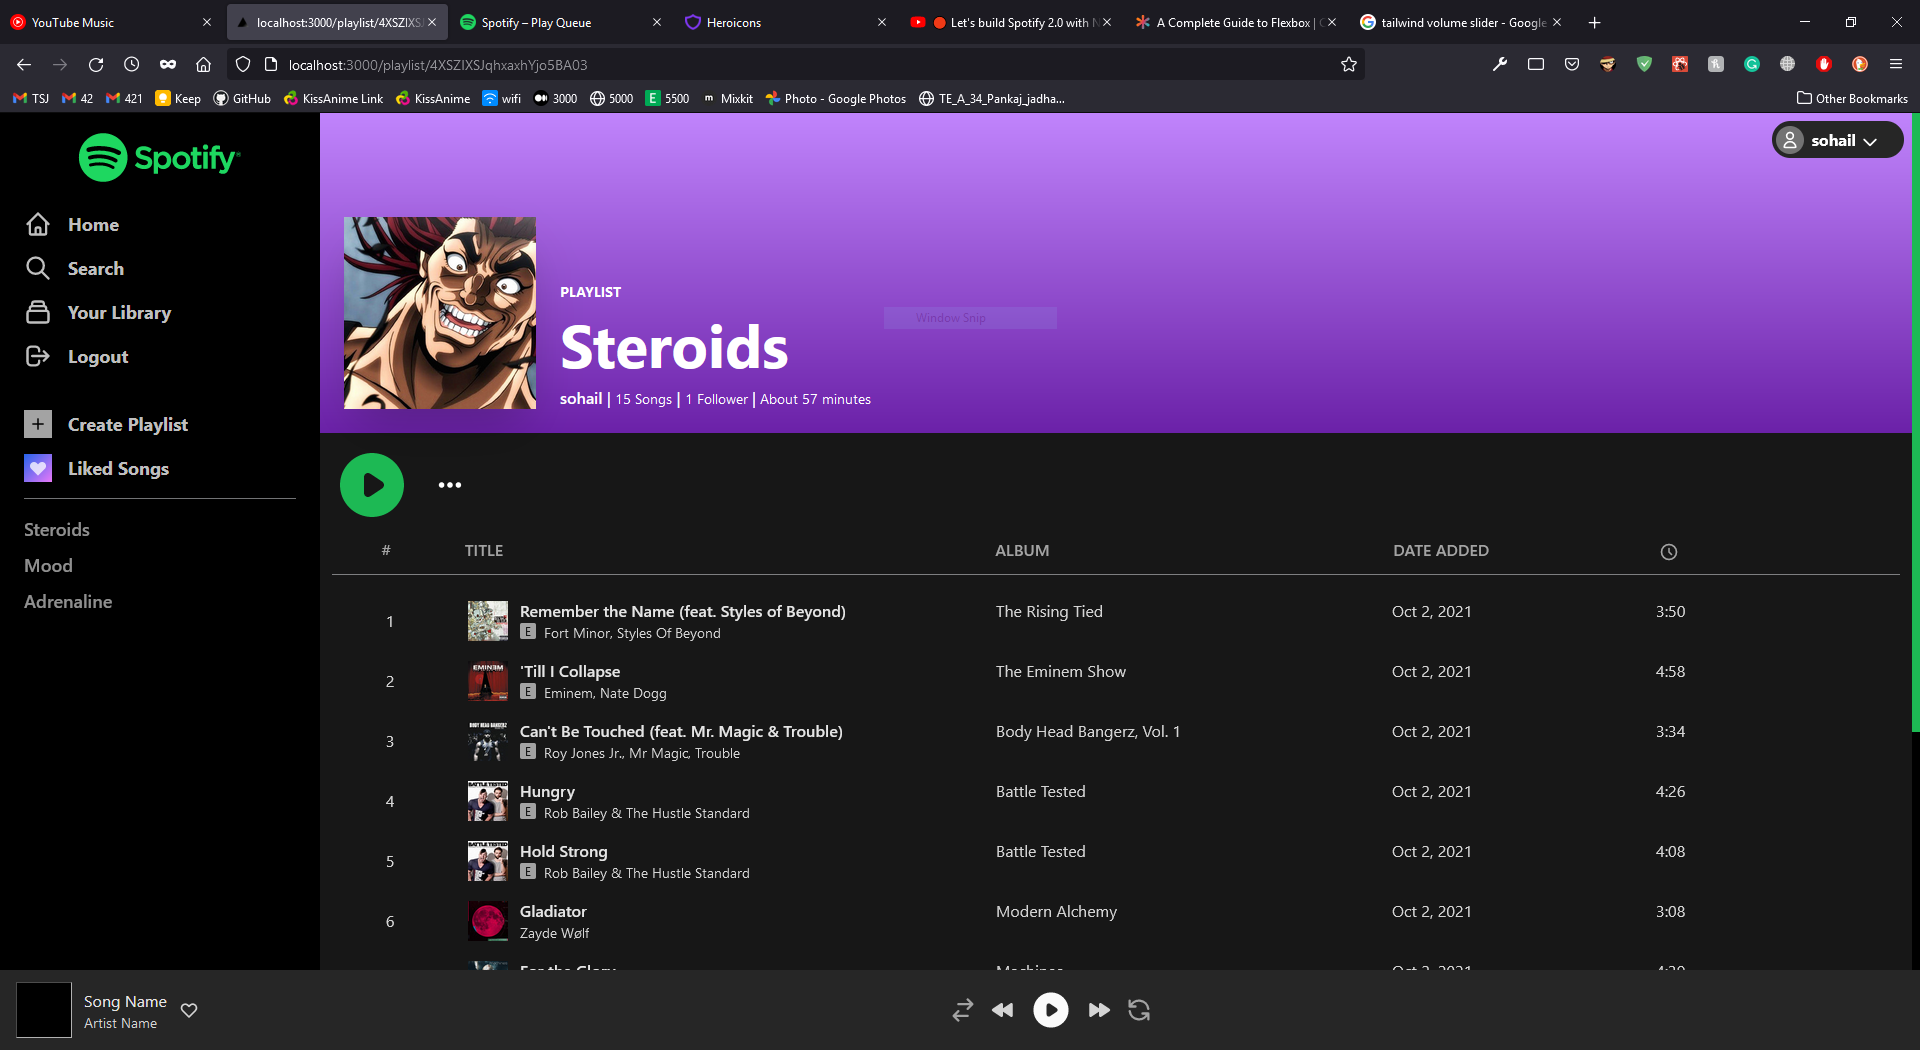 YouTube Music
localhost:3000/playlist/4XSZIXSJ
Spotify – Play Queue
Heroicons
Let's build Spotify 2.0 with N
A Complete Guide to Flexbox | C
tailwind volume slider - Google
localhost:3000/playlist/4XSZIXSJqhxaxhYjo5BA03
TSJ 42 421 Keep GitHub KissAnime Link KissAnime wifi 3000 5000 5500 Mixkit Photo - Google Photos TE_A_34_Pankaj_jadha... Other Bookmarks
Spotify
sohail
Home
Search
Your Library
Logout
Create Playlist
Liked Songs
Steroids
Mood
Adrenaline
PLAYLIST
Window Snip
Steroids
sohail | 15 Songs | 1 Follower | About 57 minutes
# TITLE ALBUM DATE ADDED
1 Remember the Name (feat. Styles of Beyond) The Rising Tied Oct 2, 2021 3:50
E Fort Minor, Styles Of Beyond
2 'Till I Collapse The Eminem Show Oct 2, 2021 4:58
E Eminem, Nate Dogg
3 Can't Be Touched (feat. Mr. Magic & Trouble) Body Head Bangerz, Vol. 1 Oct 2, 2021 3:34
E Roy Jones Jr., Mr Magic, Trouble
4 Hungry Battle Tested Oct 2, 2021 4:26
E Rob Bailey & The Hustle Standard
5 Hold Strong Battle Tested Oct 2, 2021 4:08
E Rob Bailey & The Hustle Standard
6 Gladiator Modern Alchemy Oct 2, 2021 3:08
Zayde Wølf
For the Glory Machines Oct 2, 2021
Song Name
Artist Name